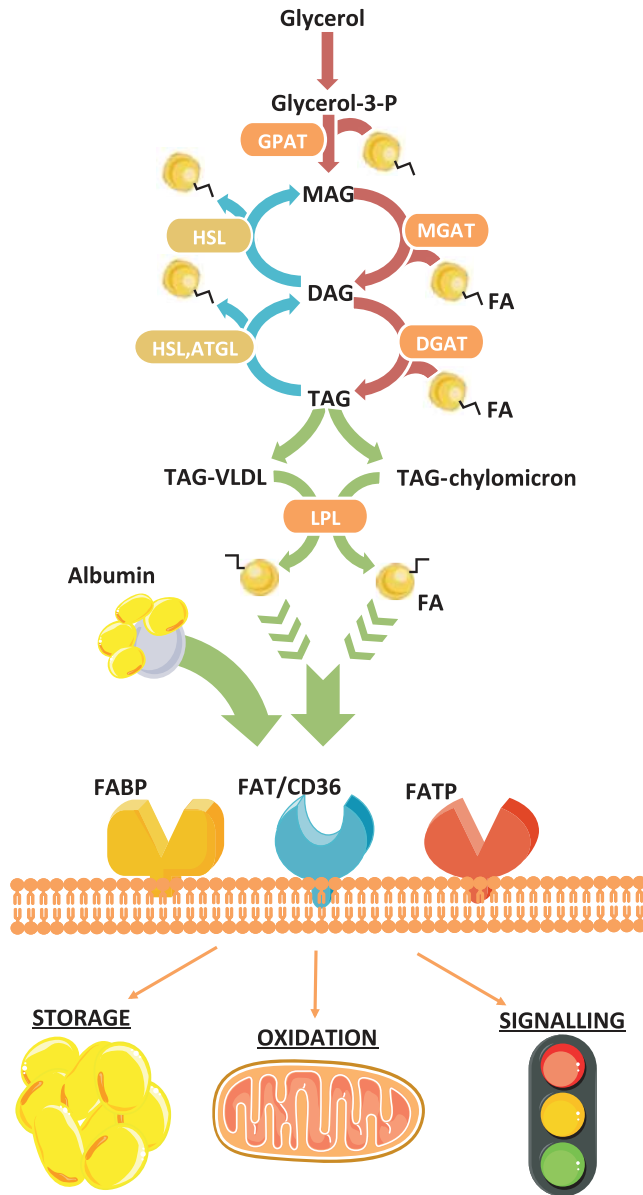 Glycerol
Glycerol-3-P
GPAT
MAG
HSL
MGAT
FA
DAG
HSL,ATGL
DGAT
FA
TAG
TAG-VLDL
TAG-chylomicron
LPL
Albumin
FA
FABP
FAT/CD36
FATP
STORAGE
OXIDATION
SIGNALLING